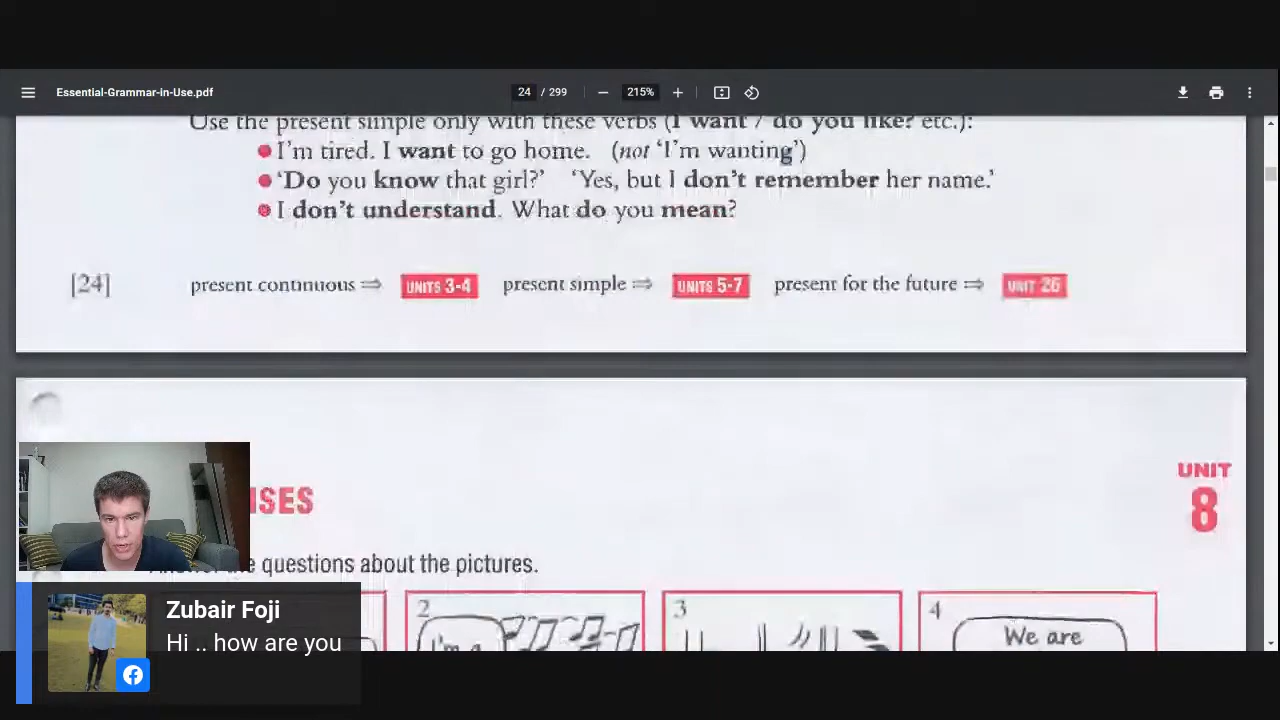 Essential-Grammar-in-Use.pdf
24 / 299
215%
Use the present simple only with these verbs (I want / do you like? etc.):
I'm tired. I want to go home. (not 'I'm wanting')
'Do you know that girl?' 'Yes, but I don't remember her name.'
I don't understand. What do you mean?
[24] present continuous ⇒ UNITS 3-4 present simple ⇒ UNITS 5-7 present for the future ⇒ UNIT 26
UNIT
8
ISES
questions about the pictures.
2
I'm a
3
4
We are
Zubair Foji
Hi .. how are you